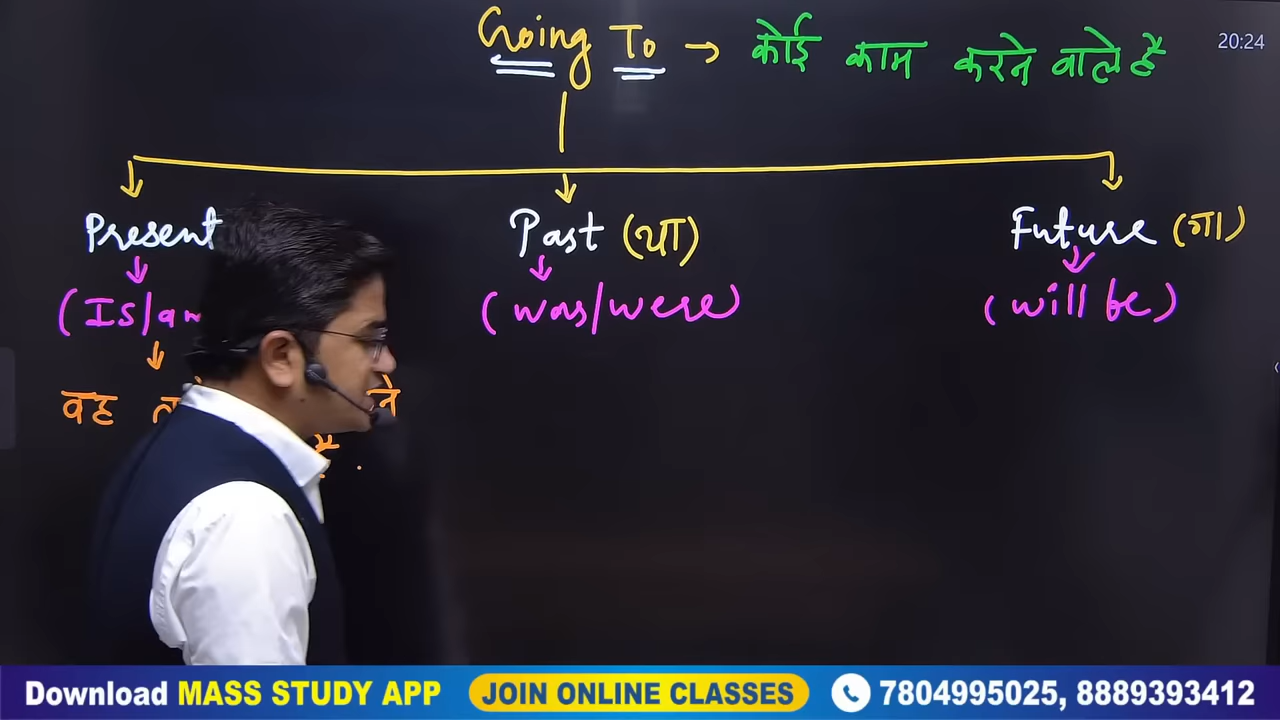 Going To → कोई काम करने वाले है
20:24
Present Past (था) Future (गा)
(Is/am (was/were) (will be)
वह
Download MASS STUDY APP JOIN ONLINE CLASSES 7804995025, 8889393412